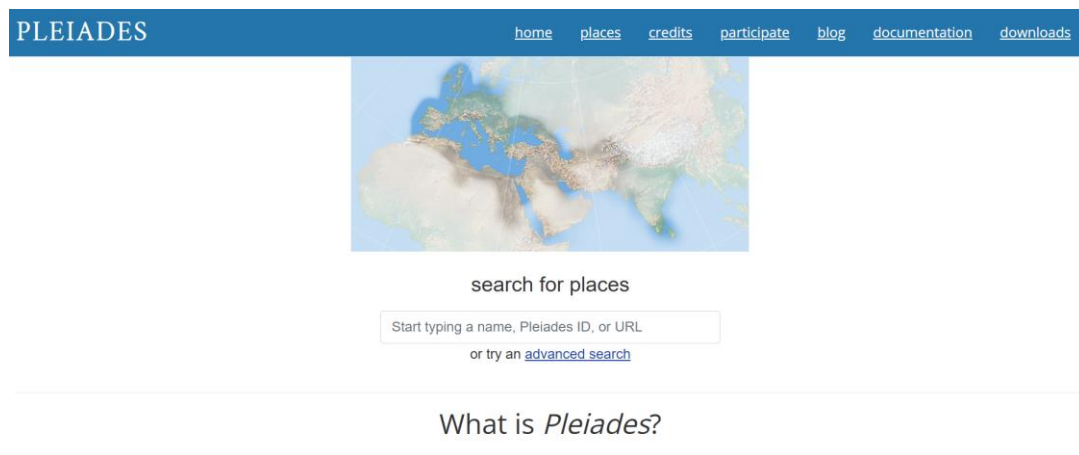 PLEIADES home places credits participate blog documentation downloads
search for places
Start typing a name, Pleiades ID, or URL
or try an advanced search
What is Pleiades?